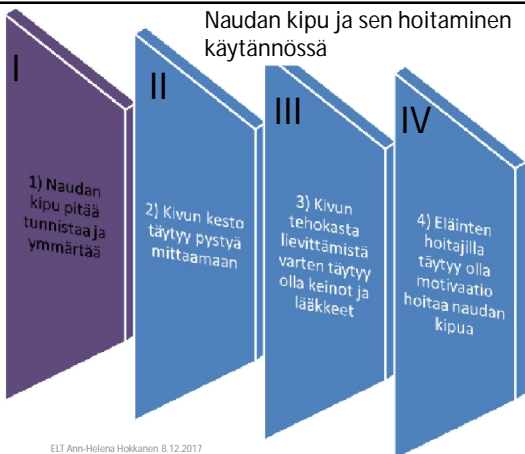 Naudan kipu ja sen hoitaminen
käytännössä
I
1) Naudan
kipu pitää
tunnistaa ja
ymmärtää
II
2) Kivun kesto
täytyy pystyä
mittaamaan
III
3) Kivun
tehokasta
lievittämistä
varten täytyy
olla keinot ja
lääkkeet
IV
4) Eläinten
hoitajilla
täytyy olla
motivaatio
hoitaa naudan
kipua
ELT Ann-Helena Hokkanen 8.12.2017